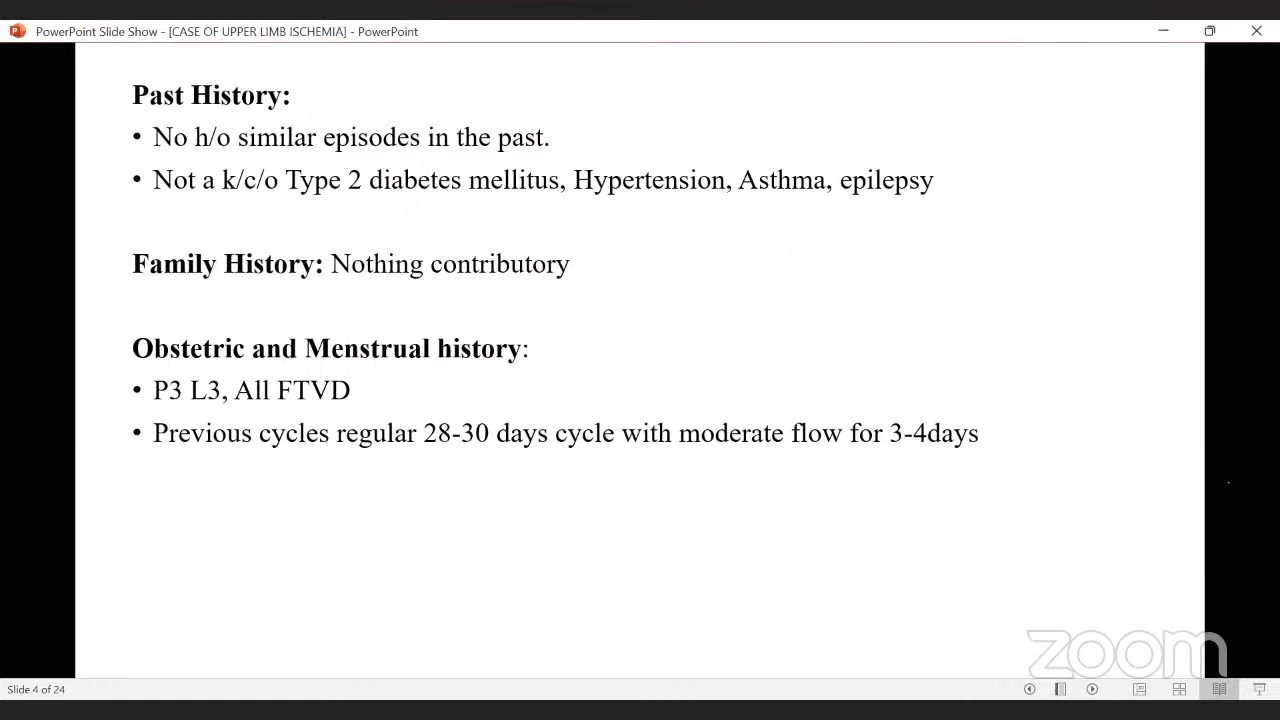 PowerPoint Slide Show - [CASE OF UPPER LIMB ISCHEMIA] - PowerPoint
Past History:
• No h/o similar episodes in the past.
• Not a k/c/o Type 2 diabetes mellitus, Hypertension, Asthma, epilepsy
Family History: Nothing contributory
Obstetric and Menstrual history:
• P3 L3, All FTVD
• Previous cycles regular 28-30 days cycle with moderate flow for 3-4days
zoom
Slide 4 of 24